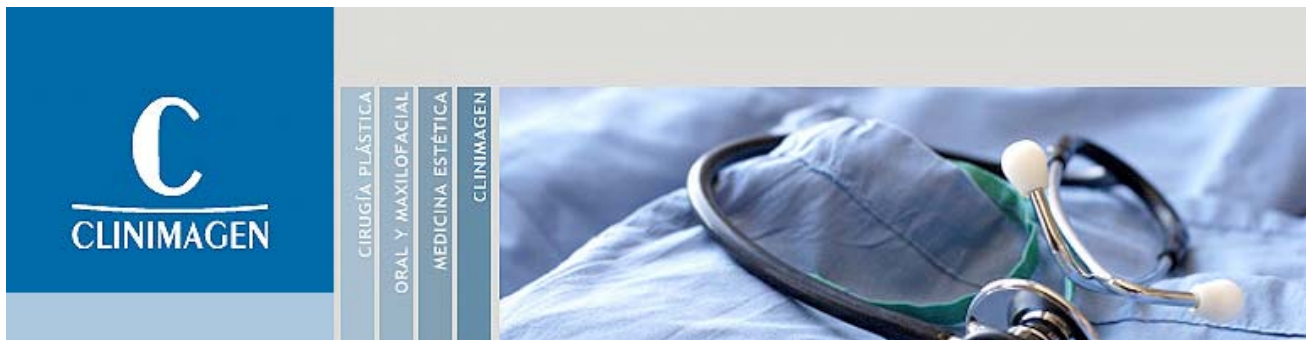 C
CLINIMAGEN
CIRUGÍA PLÁSTICA
ORAL Y MAXILOFACIAL
MEDICINA ESTÉTICA
CLINIMAGEN